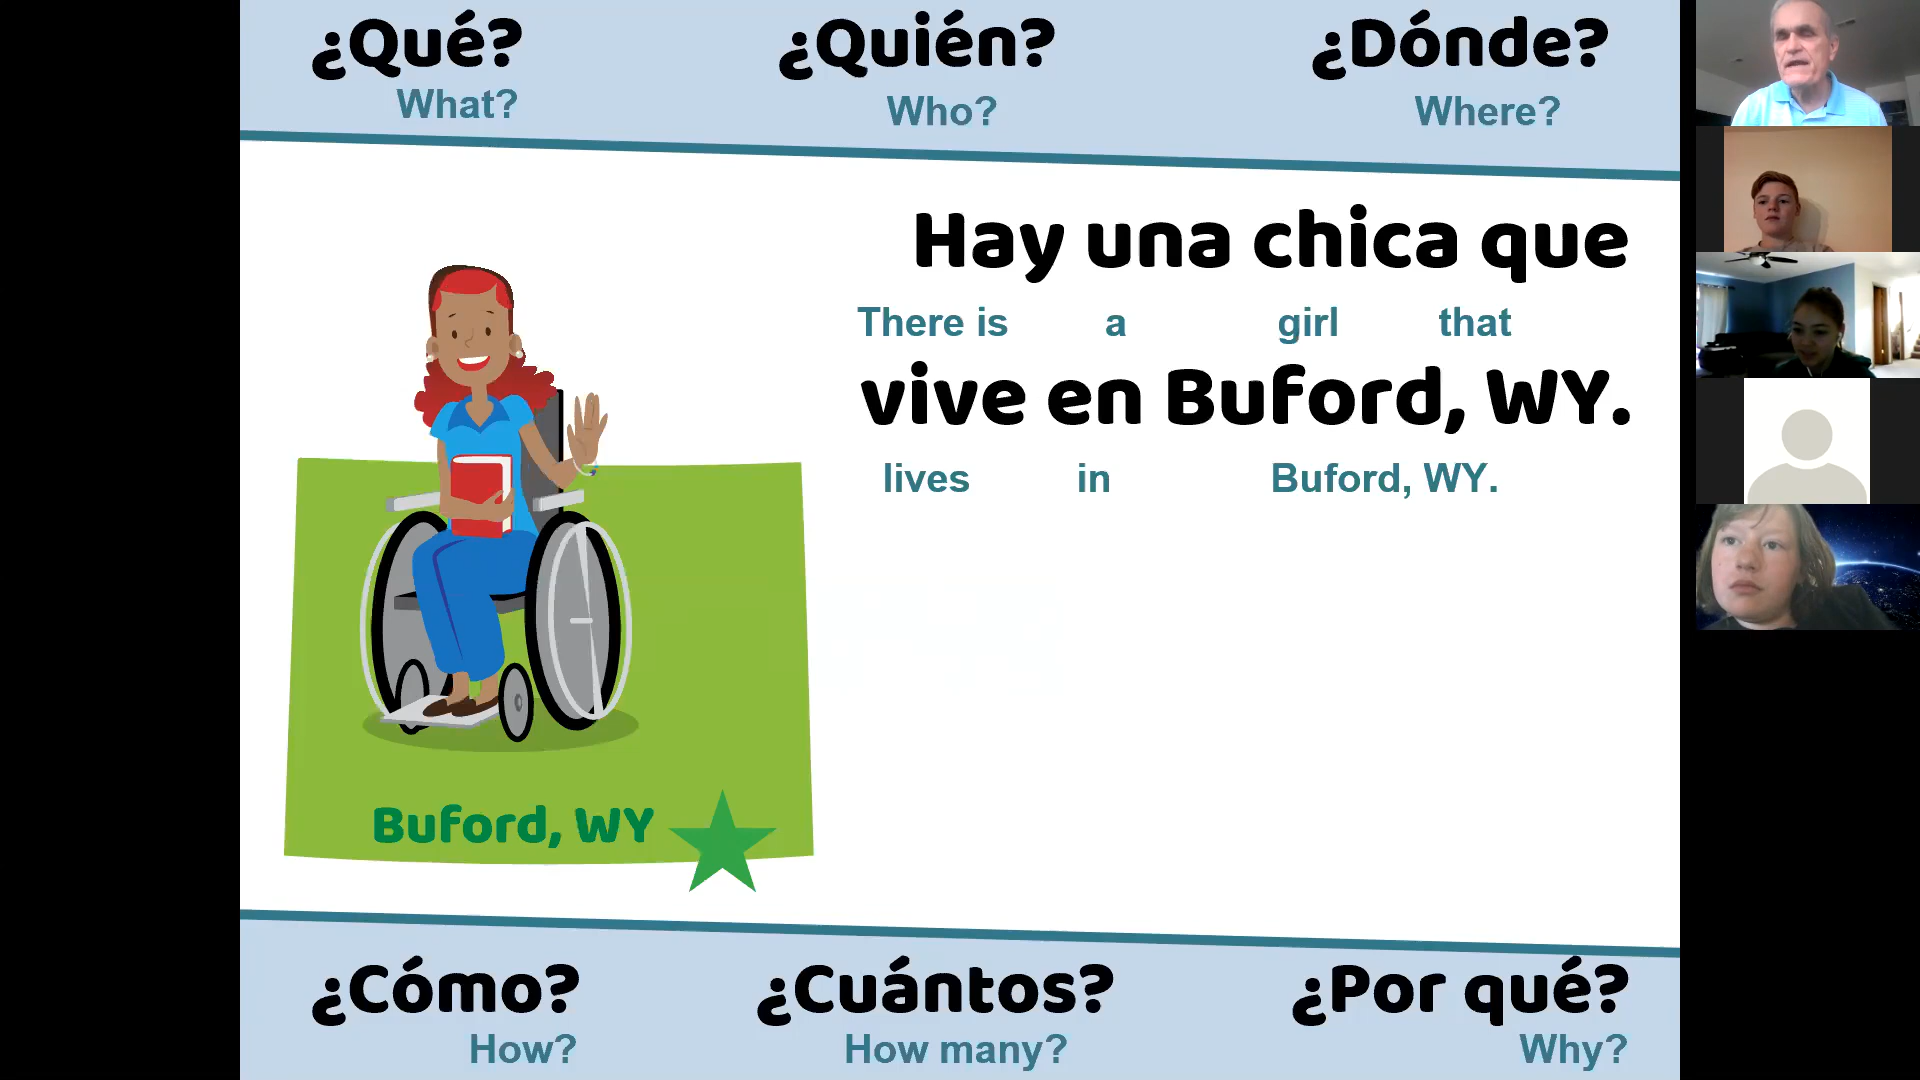 ¿Qué? ¿Quién? ¿Dónde?
What? Who? Where?
Hay una chica que
There is a girl that
vive en Buford, WY.
lives in Buford, WY.
Buford, WY
¿Cómo? ¿Cuántos? ¿Por qué?
How? How many? Why?